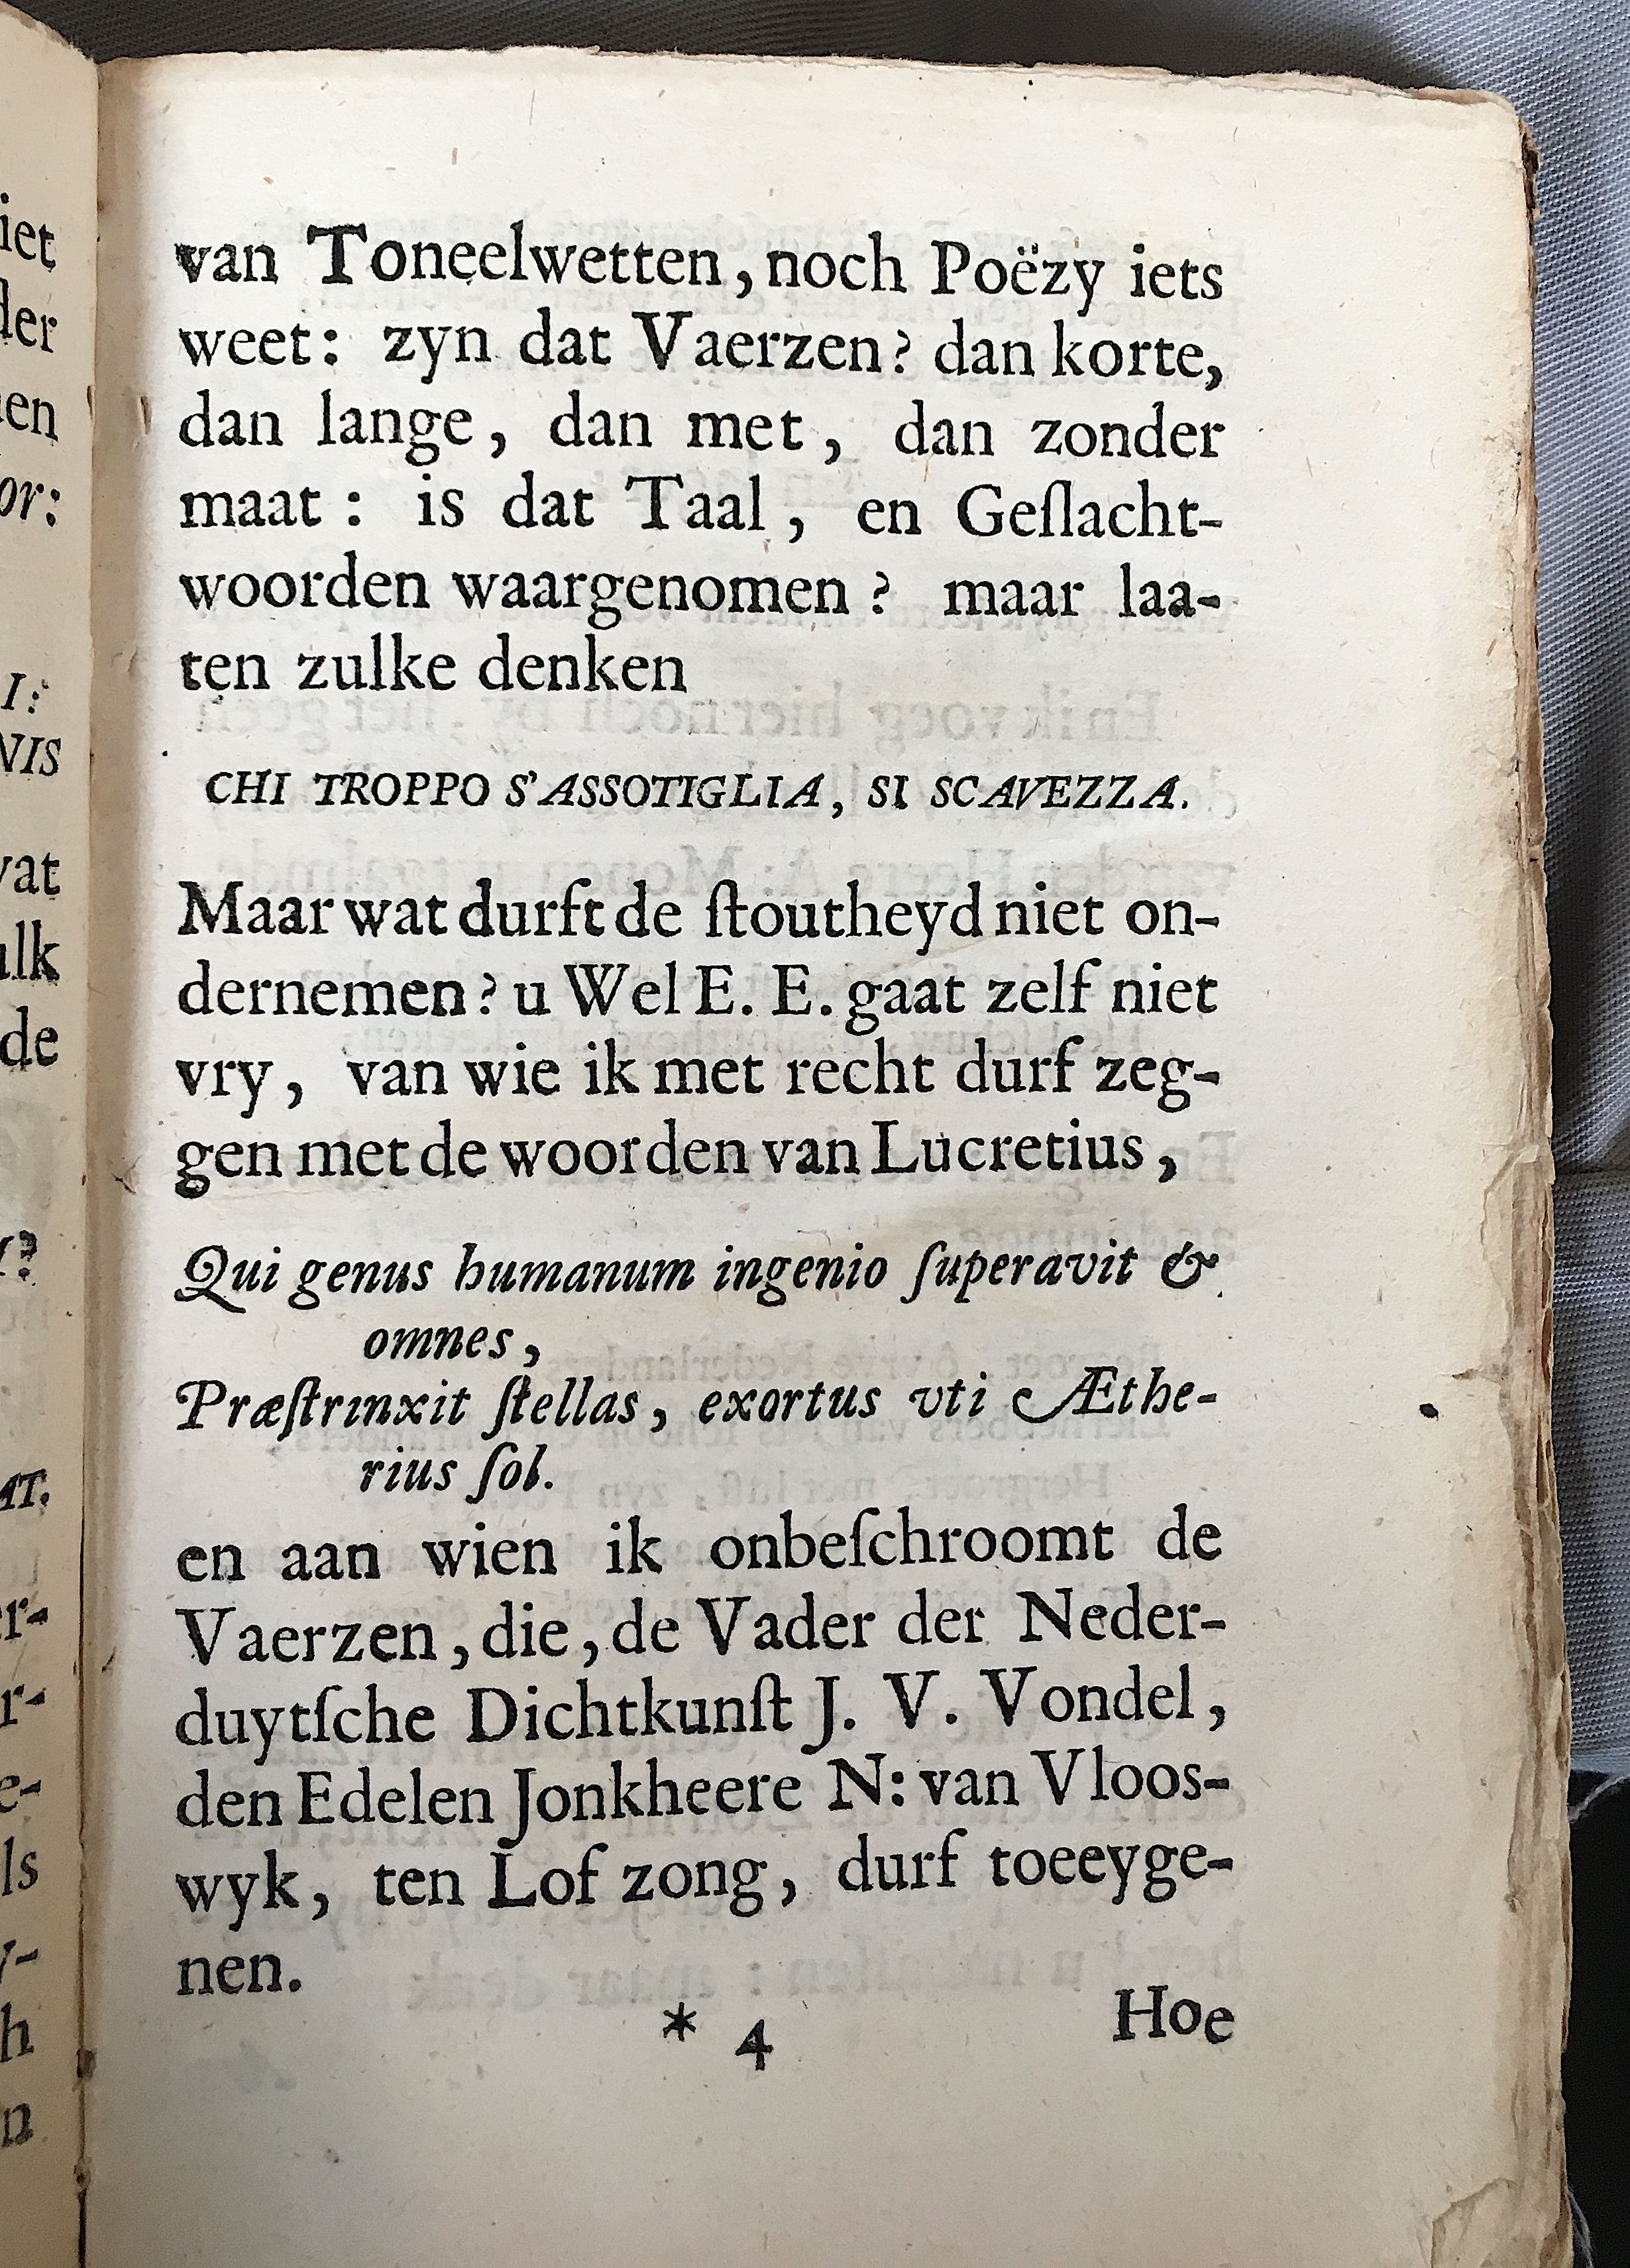 van Toneelwetten, noch Poëzy iets
weet: zyn dat Vaerzen? dan korte,
dan lange, dan met, dan zonder
maat: is dat Taal, en Geſlacht-
woorden waargenomen? maar laa-
ten zulke denken
CHI TROPPO S'ASSOTIGLIA, SI SCAVEZZA.
Maar wat durft de ſtoutheyd niet on-
dernemen? u Wel E. E. gaat zelf niet
vry, van wie ik met recht durf zeg-
gen met de woorden van Lucretius,
Qui genus humanum ingenio ſuperavit &
omnes,
Præſtrinxit ſtellas, exortus vti Æthe-
rius ſol.
en aan wien ik onbeſchroomt de
Vaerzen, die, de Vader der Neder-
duytſche Dichtkunſt J. V. Vondel,
den Edelen Jonkheere N: van Vloos-
wyk, ten Lof zong, durf toeeyge-
nen.
* 4 Hoe